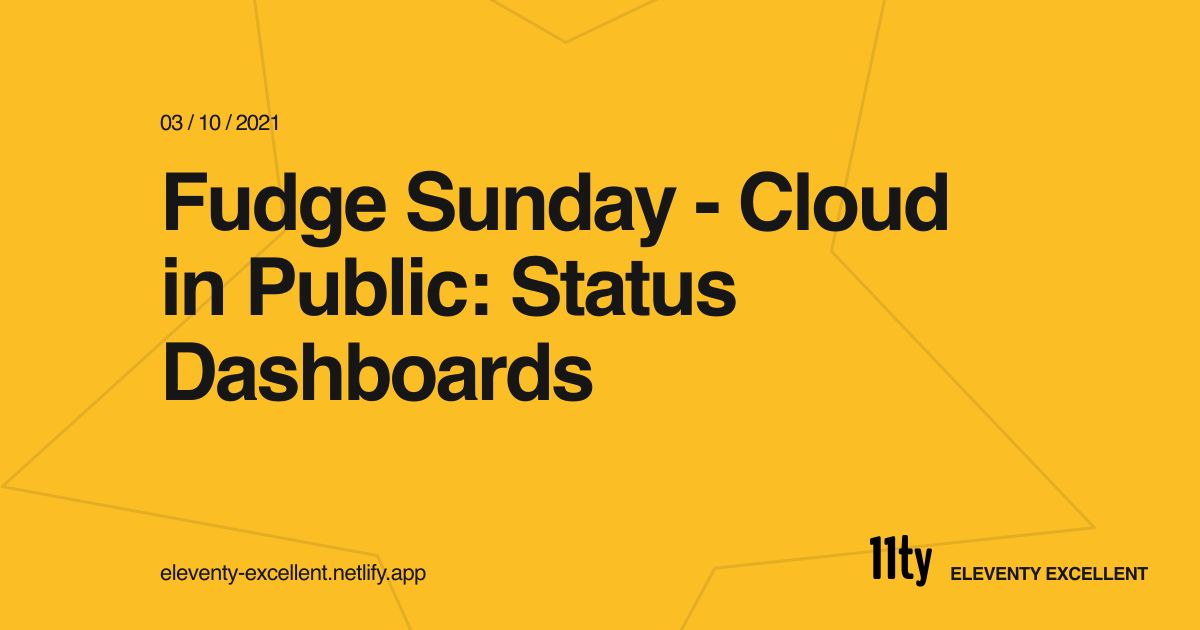 03 / 10 / 2021
Fudge Sunday - Cloud
in Public: Status
Dashboards
eleventy-excellent.netlify.app
11ty ELEVENTY EXCELLENT